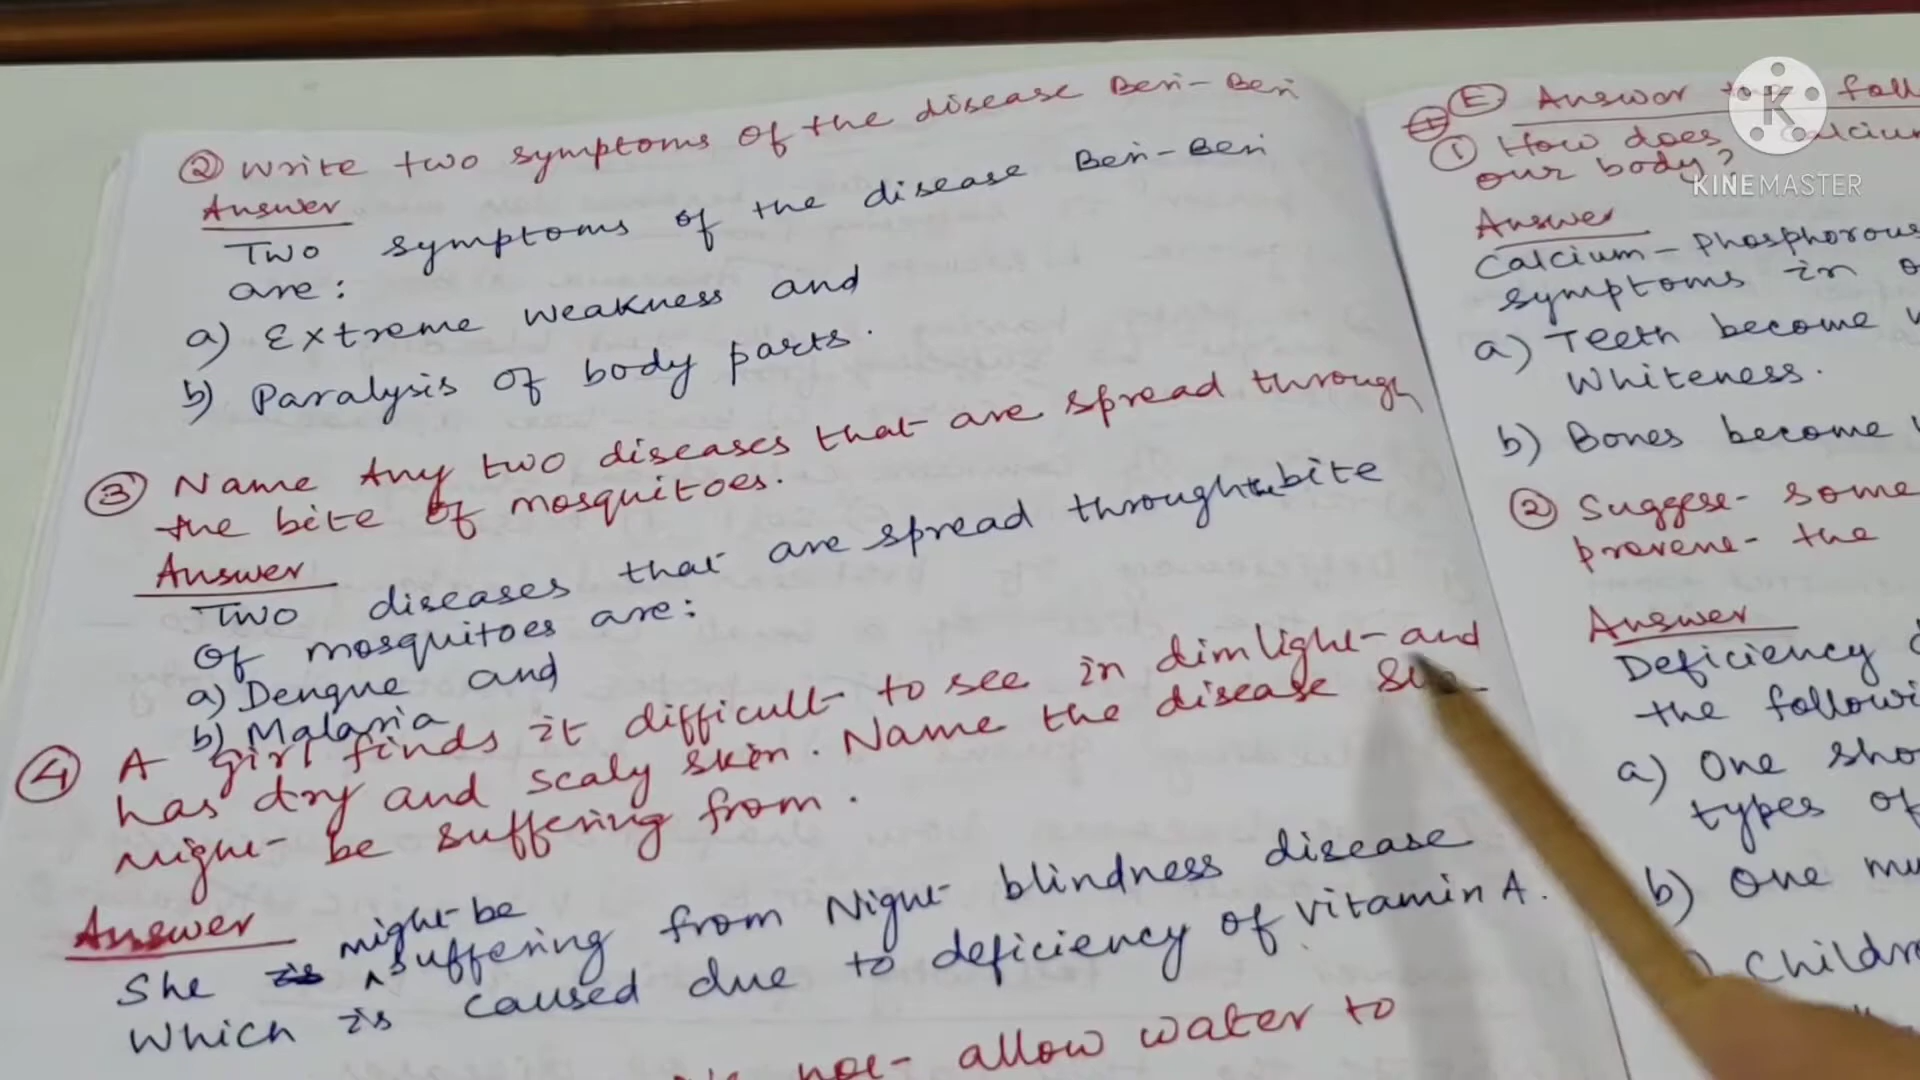 ② Write two symptoms of the disease Beri-Beri
Answer
Two symptoms of the disease Beri-Beri
are:
a) Extreme weakness and
b) Paralysis of body parts.
③ Name Any two diseases that are spread through
the bite of mosquitoes.
Answer
Two diseases that are spread through the bite
of mosquitoes are:
a) Dengue and
b) Malaria
④ A girl finds it difficult to see in dim light and
has dry and scaly skin. Name the disease she
might be suffering from.
Answer
She might be suffering from Night blindness disease
which is caused due to deficiency of vitamin A.
not allow water to
E Answer the foll
① How does calcium
our body?
Answer
Calcium-phosphorous
symptoms in
a) Teeth become
whiteness.
b) Bones become
② Suggest some
prevent the
Answer
Deficiency
the followi
a) One sho
types of
b) One mu
Childre
K
KINEMASTER